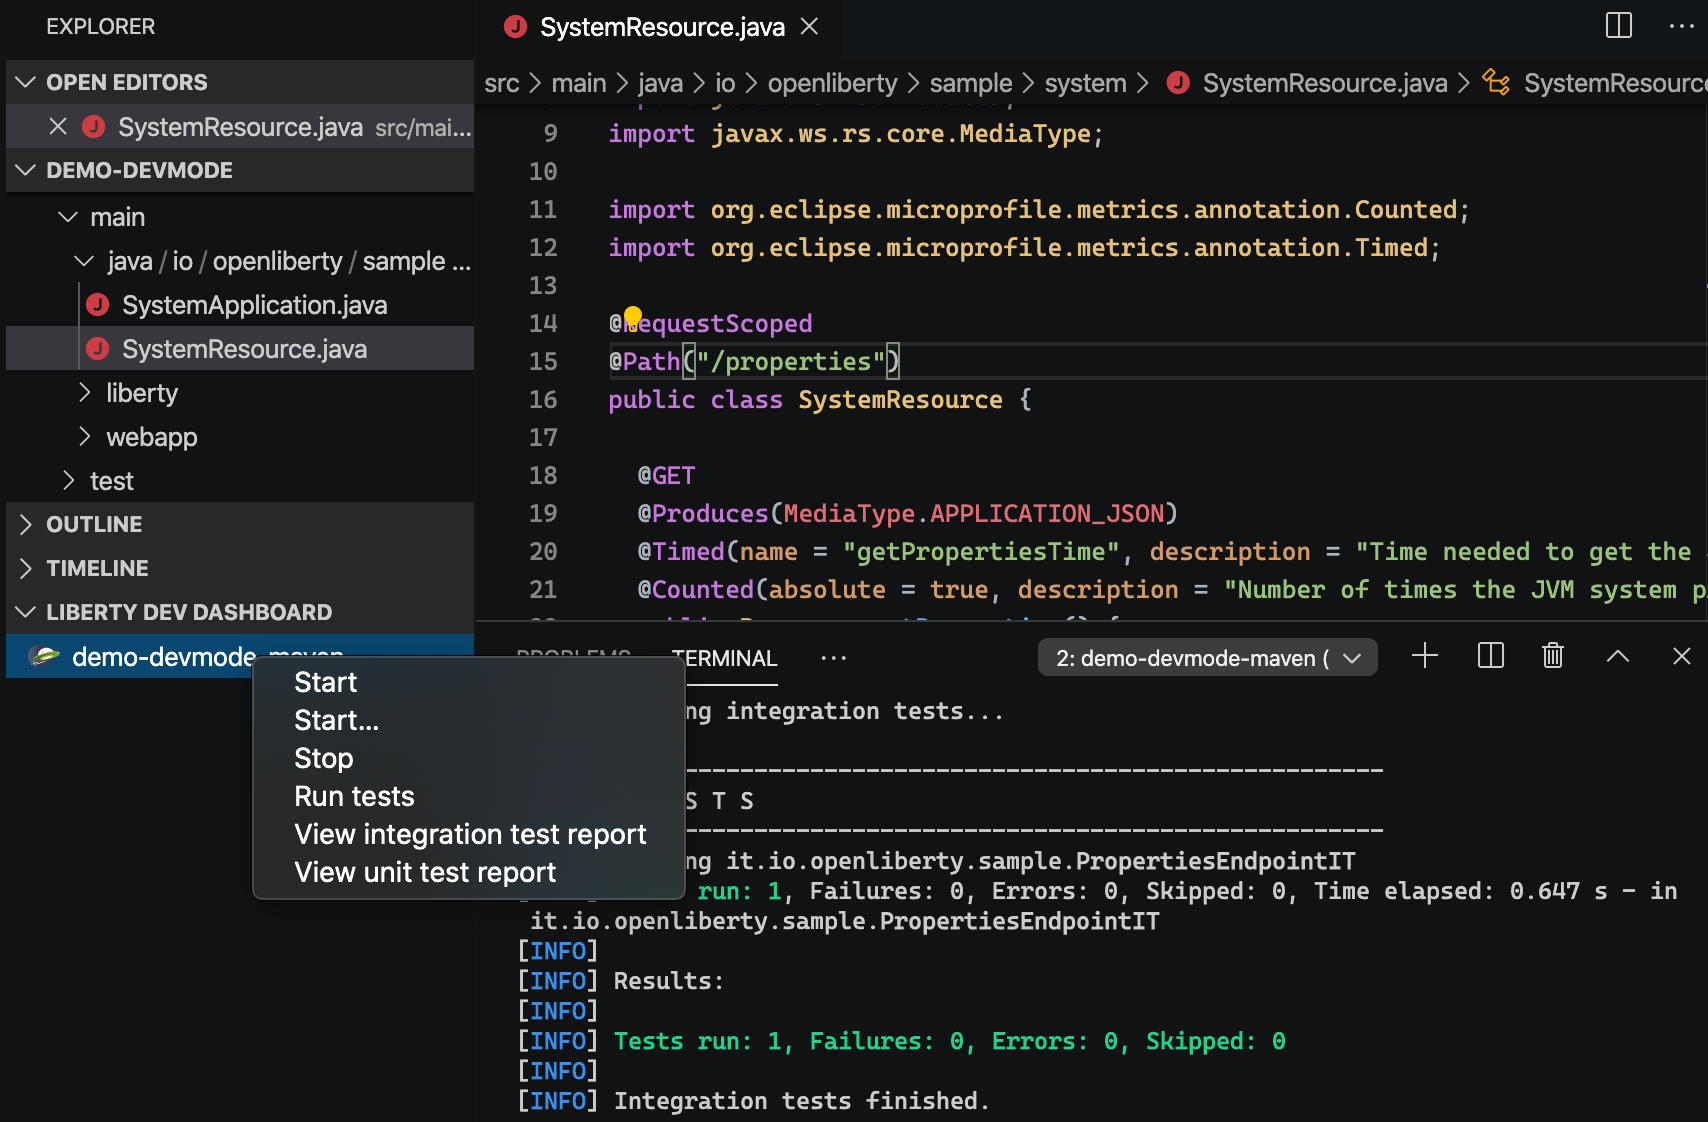 EXPLORER
OPEN EDITORS
SystemResource.java src/mai...
DEMO-DEVMODE
main
java / io / openliberty / sample ...
SystemApplication.java
SystemResource.java
liberty
webapp
test
OUTLINE
TIMELINE
LIBERTY DEV DASHBOARD
demo-devmode-maven
Start
Start...
Stop
Run tests
View integration test report
View unit test report
SystemResource.java
src > main > java > io > openliberty > sample > system > SystemResource.java > SystemResourc
9 import javax.ws.rs.core.MediaType;
10
11 import org.eclipse.microprofile.metrics.annotation.Counted;
12 import org.eclipse.microprofile.metrics.annotation.Timed;
13
14 @RequestScoped
15 @Path("/properties")
16 public class SystemResource {
17
18 @GET
19 @Produces(MediaType.APPLICATION_JSON)
20 @Timed(name = "getPropertiesTime", description = "Time needed to get the
21 @Counted(absolute = true, description = "Number of times the JVM system p
PROBLEMS TERMINAL ...
2: demo-devmode-maven (
ng integration tests...
S T S
ng it.io.openliberty.sample.PropertiesEndpointIT
run: 1, Failures: 0, Errors: 0, Skipped: 0, Time elapsed: 0.647 s - in
it.io.openliberty.sample.PropertiesEndpointIT
[INFO]
[INFO] Results:
[INFO]
[INFO] Tests run: 1, Failures: 0, Errors: 0, Skipped: 0
[INFO]
[INFO] Integration tests finished.